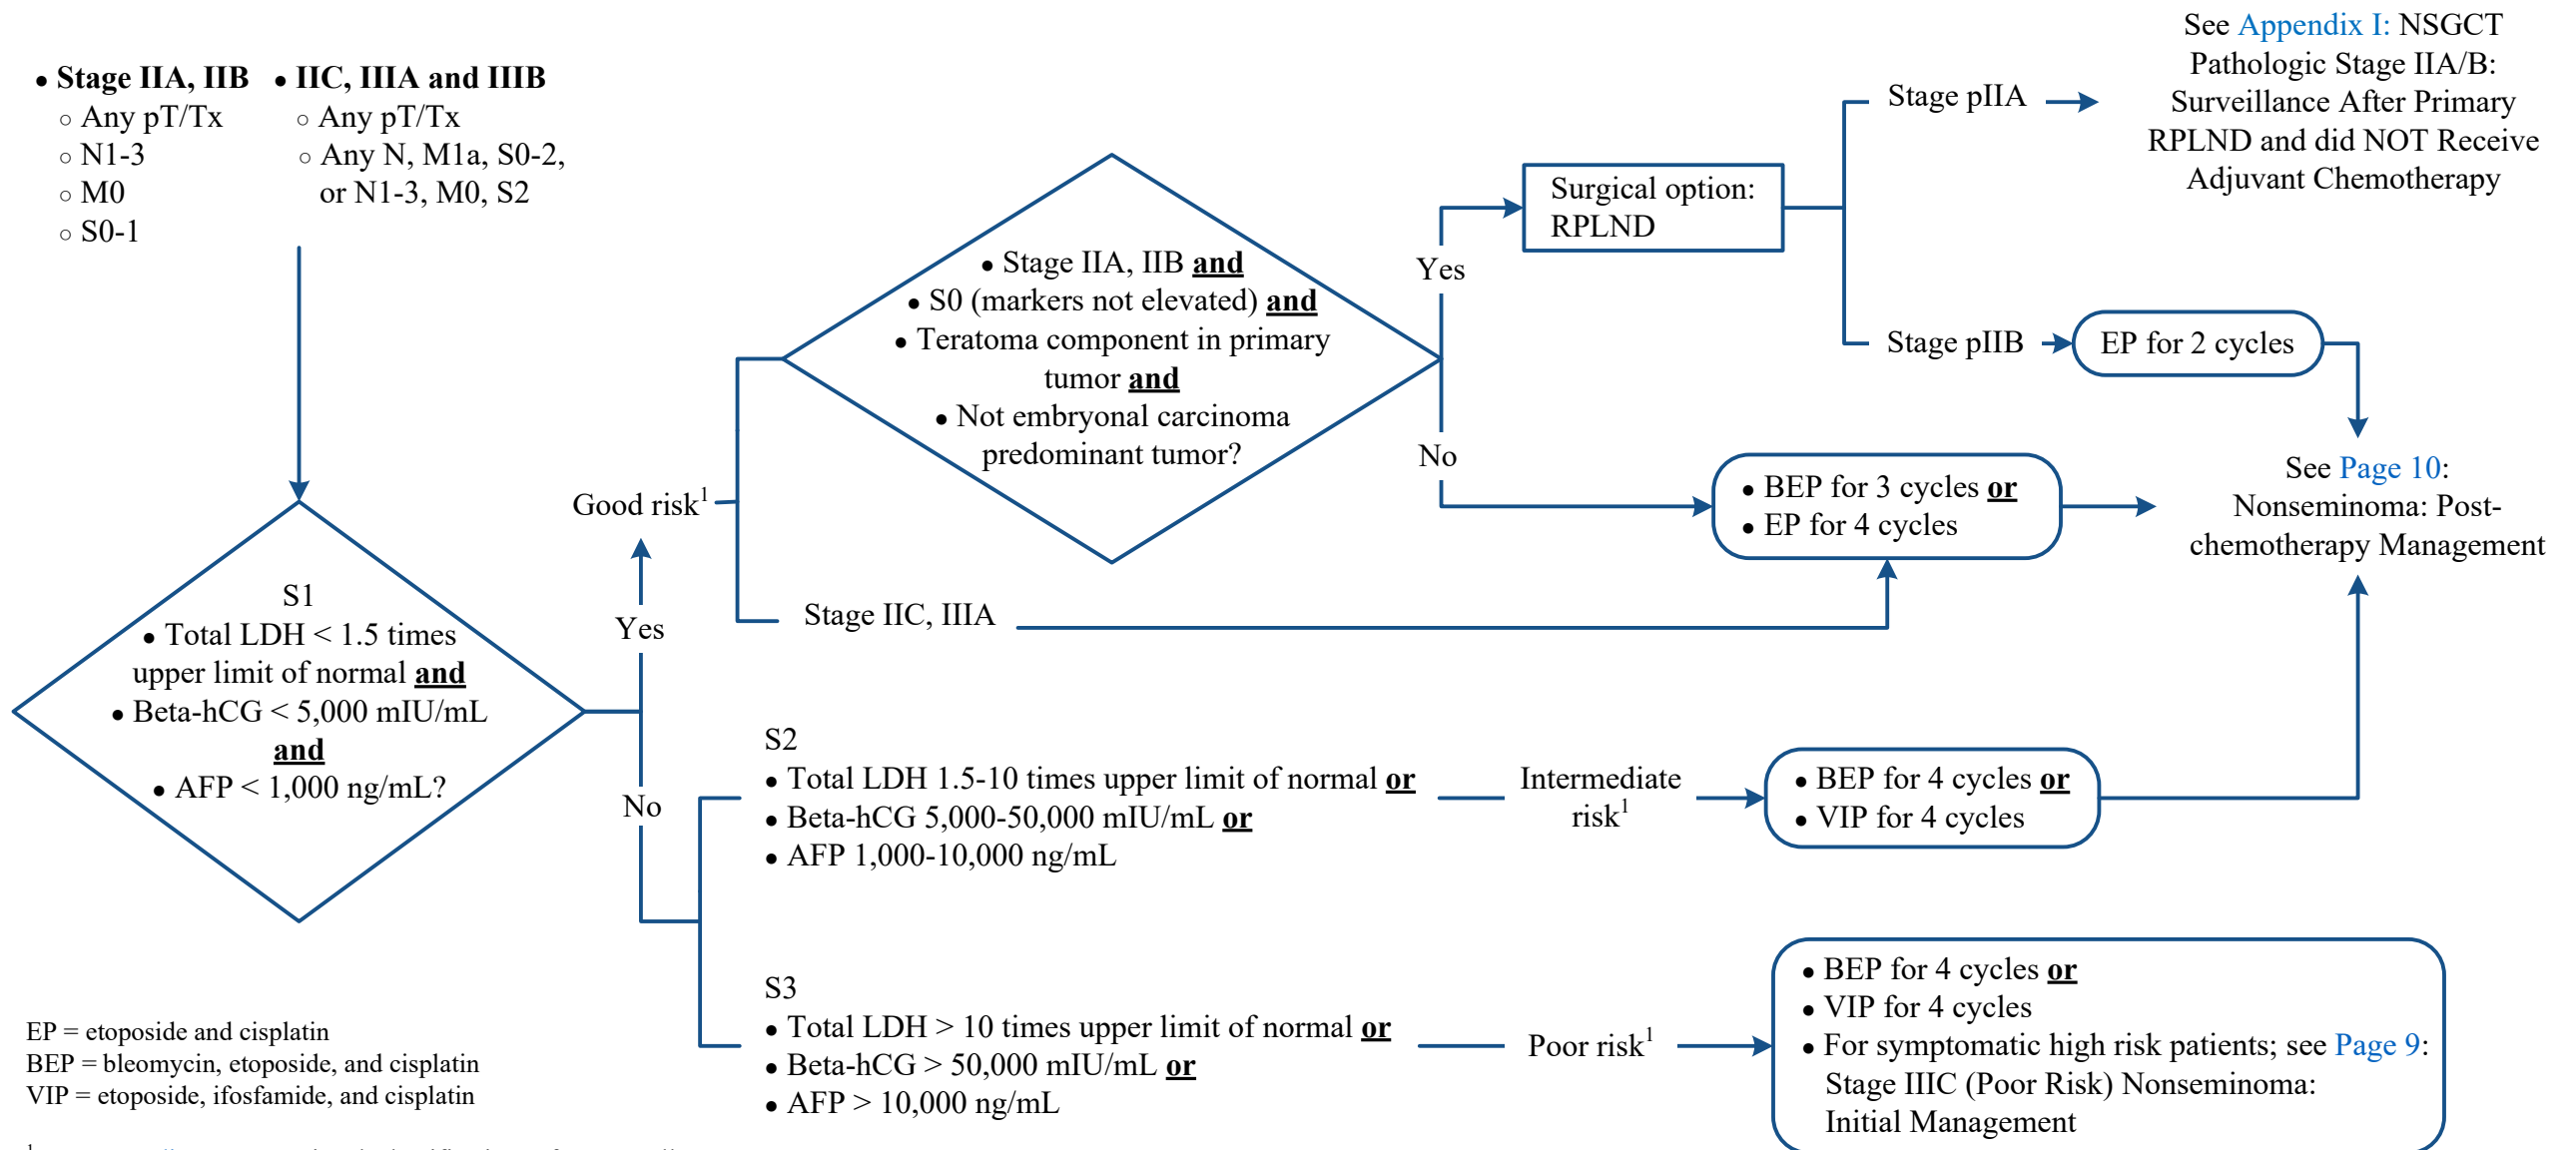 • Stage IIA, IIB
○ Any pT/Tx
○ N1-3
○ M0
○ S0-1
• IIC, IIIA and IIIB
○ Any pT/Tx
○ Any N, M1a, S0-2,
or N1-3, M0, S2
S1
• Total LDH < 1.5 times
upper limit of normal and
• Beta-hCG < 5,000 mIU/mL
and
• AFP < 1,000 ng/mL?
Yes
No
Good risk1
• Stage IIA, IIB and
• S0 (markers not elevated) and
• Teratoma component in primary
tumor and
• Not embryonal carcinoma
predominant tumor?
Yes
No
Surgical option:
RPLND
Stage pIIA
See Appendix I: NSGCT
Pathologic Stage IIA/B:
Surveillance After Primary
RPLND and did NOT Receive
Adjuvant Chemotherapy
Stage pIIB
EP for 2 cycles
• BEP for 3 cycles or
• EP for 4 cycles
See Page 10:
Nonseminoma: Post-
chemotherapy Management
Stage IIC, IIIA
S2
• Total LDH 1.5-10 times upper limit of normal or
• Beta-hCG 5,000-50,000 mIU/mL or
• AFP 1,000-10,000 ng/mL
Intermediate
risk1
• BEP for 4 cycles or
• VIP for 4 cycles
S3
• Total LDH > 10 times upper limit of normal or
• Beta-hCG > 50,000 mIU/mL or
• AFP > 10,000 ng/mL
Poor risk1
• BEP for 4 cycles or
• VIP for 4 cycles
• For symptomatic high risk patients; see Page 9:
Stage IIIC (Poor Risk) Nonseminoma:
Initial Management
EP = etoposide and cisplatin
BEP = bleomycin, etoposide, and cisplatin
VIP = etoposide, ifosfamide, and cisplatin
1